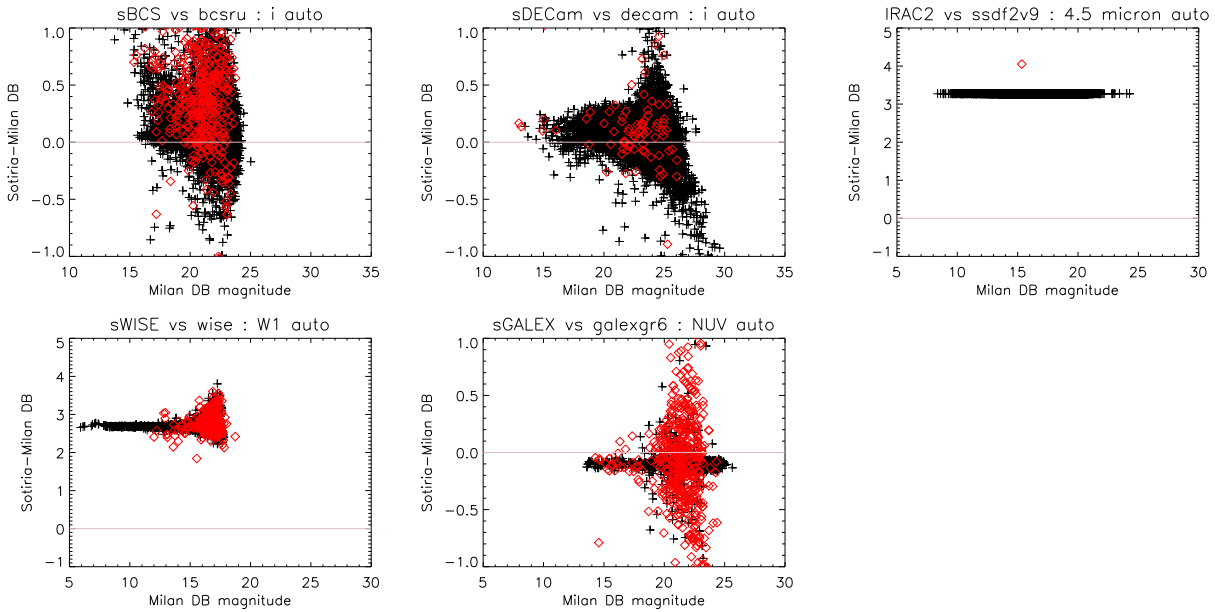 sBCS vs bcsru : i auto
1.0
0.5
0.0
−0.5
−1.0
Sotiria−Milan DB
10 15 20 25 30 35
Milan DB magnitude
sDECam vs decam : i auto
1.0
0.5
0.0
−0.5
−1.0
Sotiria−Milan DB
10 15 20 25 30 35
Milan DB magnitude
IRAC2 vs ssdf2v9 : 4.5 micron auto
5
4
3
2
1
0
−1
Sotiria−Milan DB
5 10 15 20 25 30
Milan DB magnitude
sWISE vs wise : W1 auto
5
4
3
2
1
0
−1
Sotiria−Milan DB
5 10 15 20 25 30
Milan DB magnitude
sGALEX vs galexgr6 : NUV auto
1.0
0.5
0.0
−0.5
−1.0
Sotiria−Milan DB
5 10 15 20 25 30
Milan DB magnitude